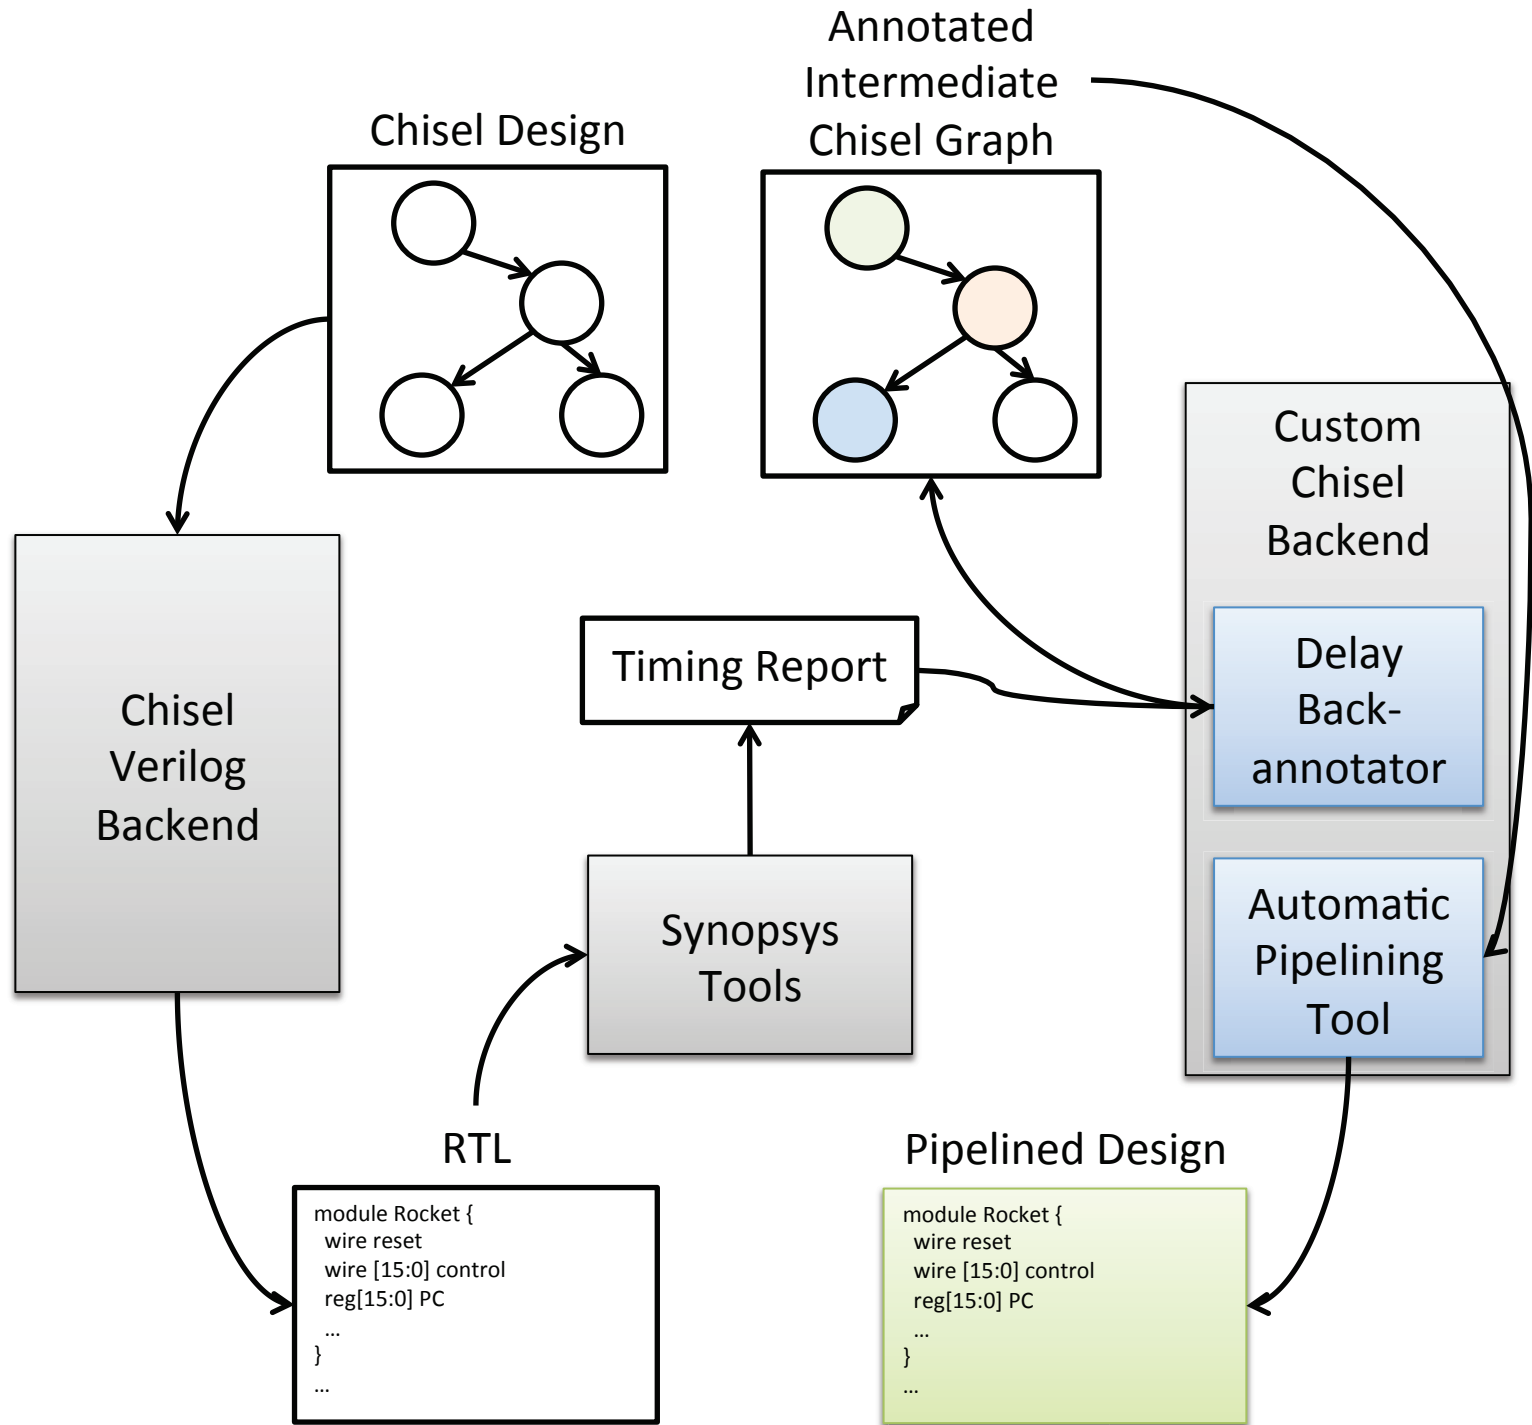 Annotated
Intermediate
Chisel Graph
Chisel Design
Custom
Chisel
Backend
Timing Report
Delay
Back-
annotator
Chisel
Verilog
Backend
Synopsys
Tools
Automatic
Pipelining
Tool
RTL
module Rocket {
wire reset
wire [15:0] control
reg[15:0] PC
...
}
...
Pipelined Design
module Rocket {
wire reset
wire [15:0] control
reg[15:0] PC
...
}
...